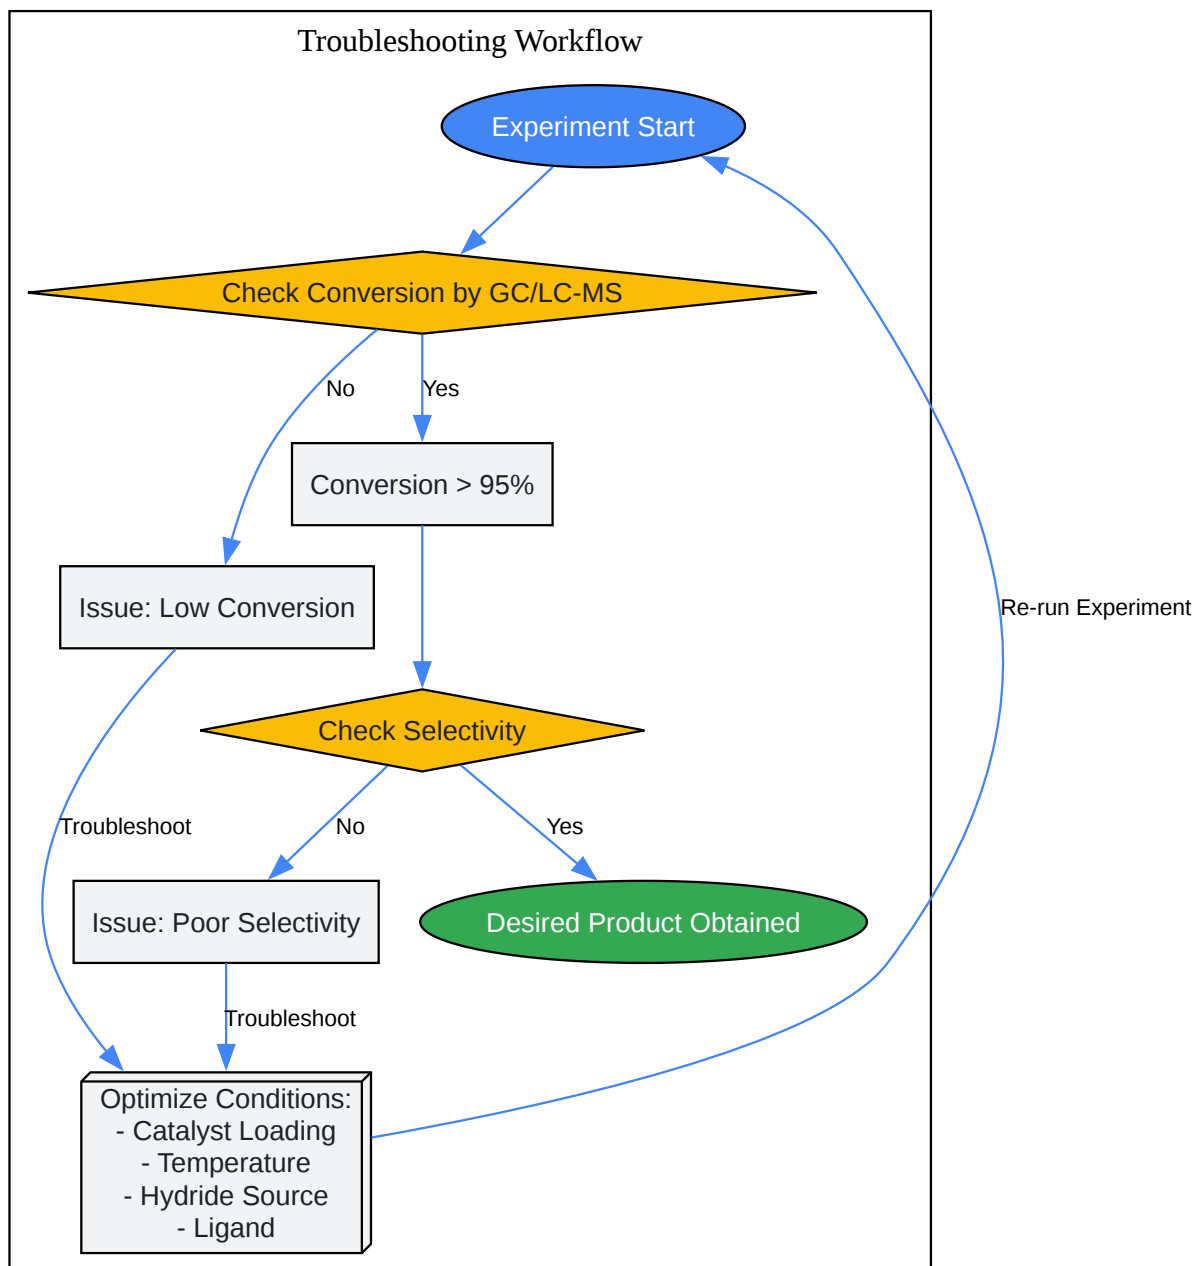 Troubleshooting Workflow
Experiment Start
Check Conversion by GC/LC-MS
No
Yes
Conversion > 95%
Issue: Low Conversion
Re-run Experiment
Check Selectivity
Troubleshoot
No
Yes
Issue: Poor Selectivity
Desired Product Obtained
Troubleshoot
Optimize Conditions:
- Catalyst Loading
- Temperature
- Hydride Source
- Ligand